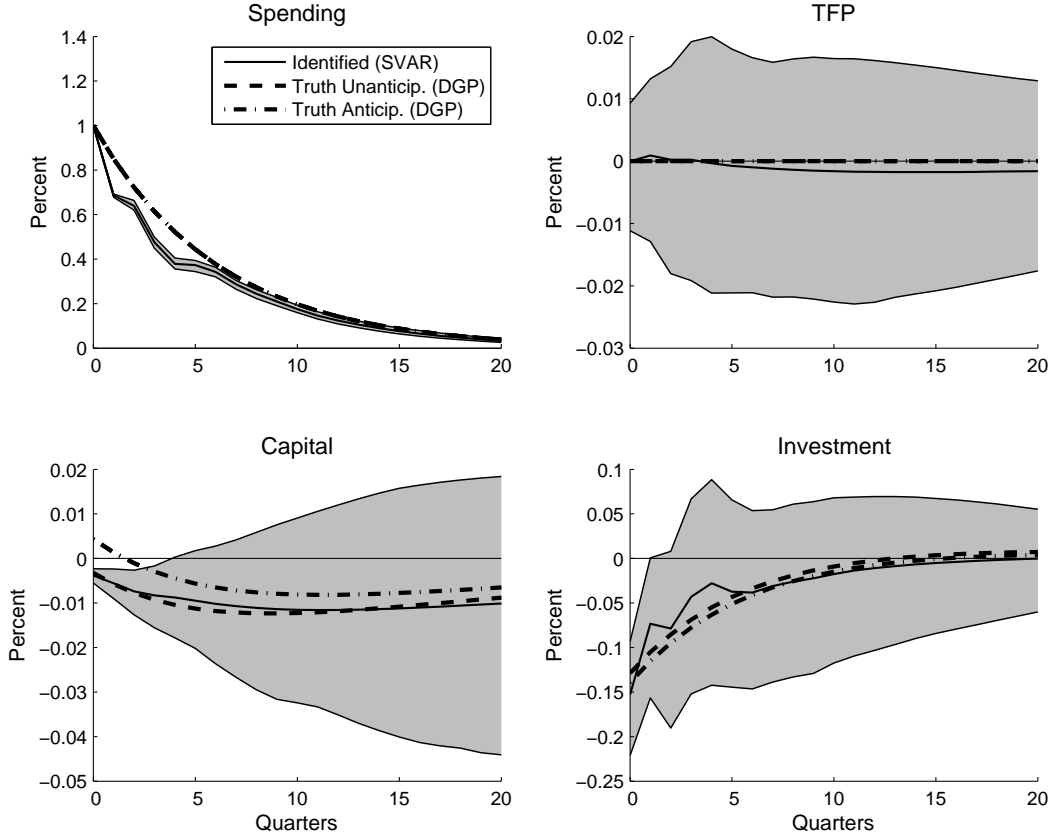 Spending
Percent
1.4
1.2
1
0.8
0.6
0.4
0.2
0
0 5 10 15 20
Identified (SVAR)
Truth Unanticip. (DGP)
Truth Anticip. (DGP)
TFP
Percent
0.02
0.01
0
−0.01
−0.02
−0.03
0 5 10 15 20
Capital
Percent
0.02
0.01
0
−0.01
−0.02
−0.03
−0.04
−0.05
0 5 10 15 20
Quarters
Investment
Percent
0.1
0.05
0
−0.05
−0.1
−0.15
−0.2
−0.25
0 5 10 15 20
Quarters